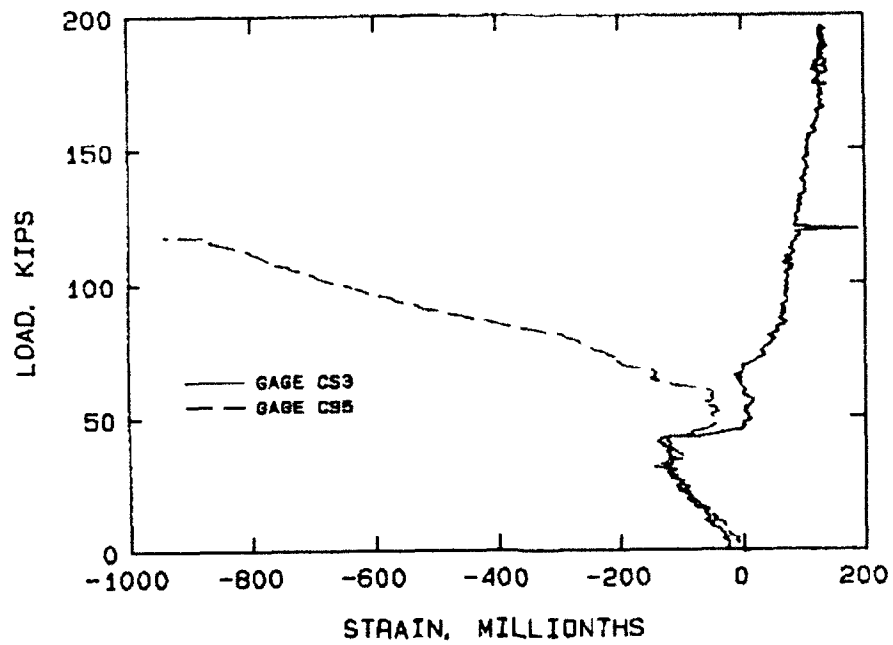 200
150
100
50
0
LOAD, KIPS
GAGE CS3
GAGE CS5
-1000 -800 -600 -400 -200 0 200
STRAIN, MILLIONTHS